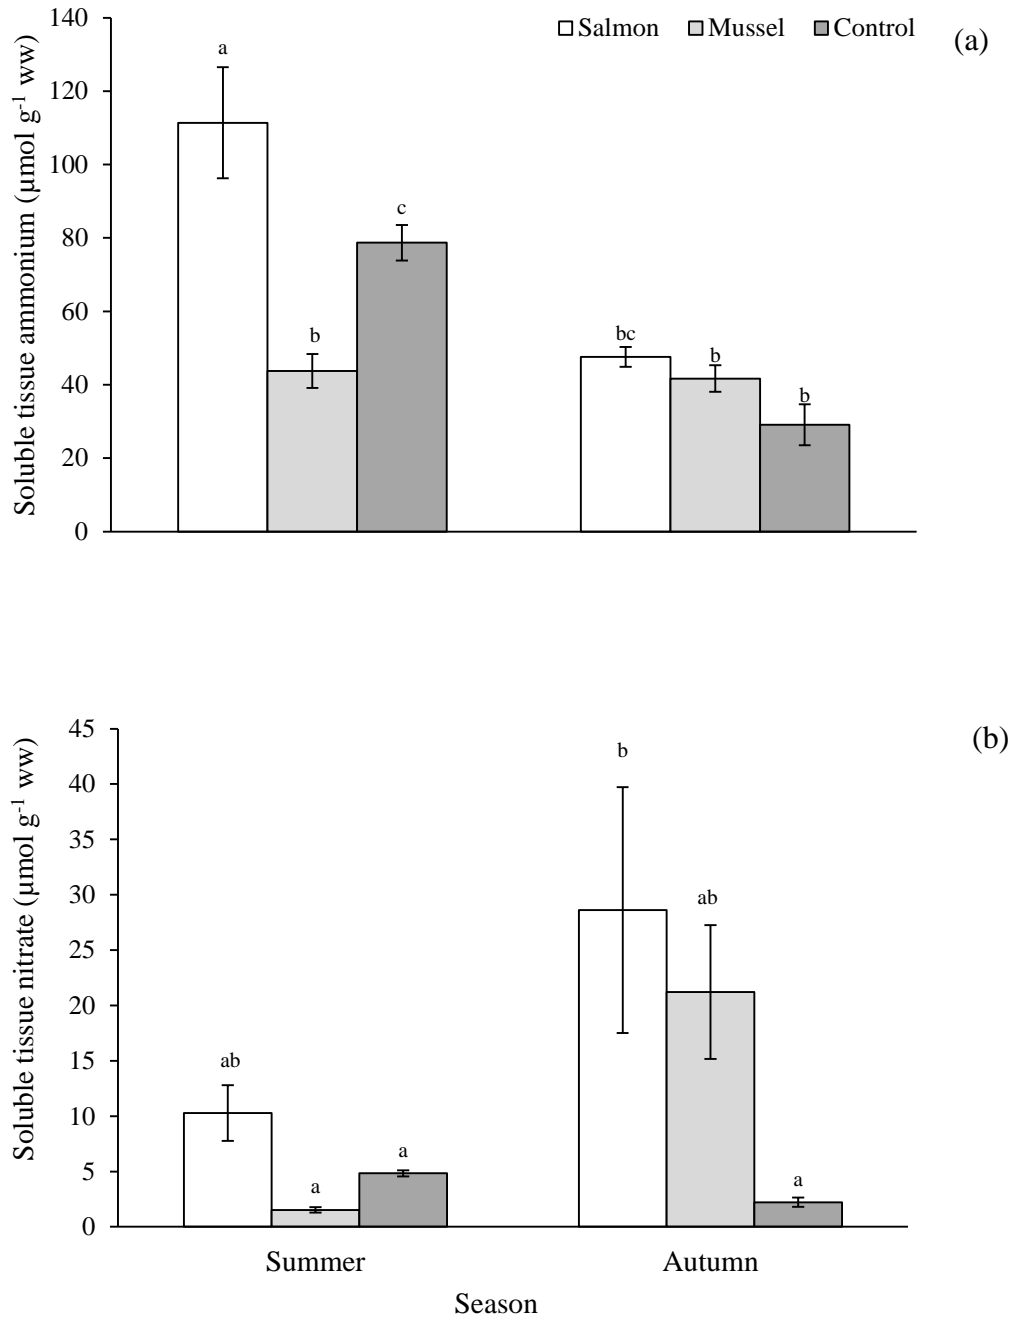 Salmon Mussel Control
(a)
Soluble tissue ammonium (µmol g-1 ww)
140
120
100
80
60
40
20
0
a
b
c
bc
b
b
(b)
Soluble tissue nitrate (µmol g-1 ww)
45
40
35
30
25
20
15
10
5
0
ab
a
a
b
ab
a
Summer Autumn
Season